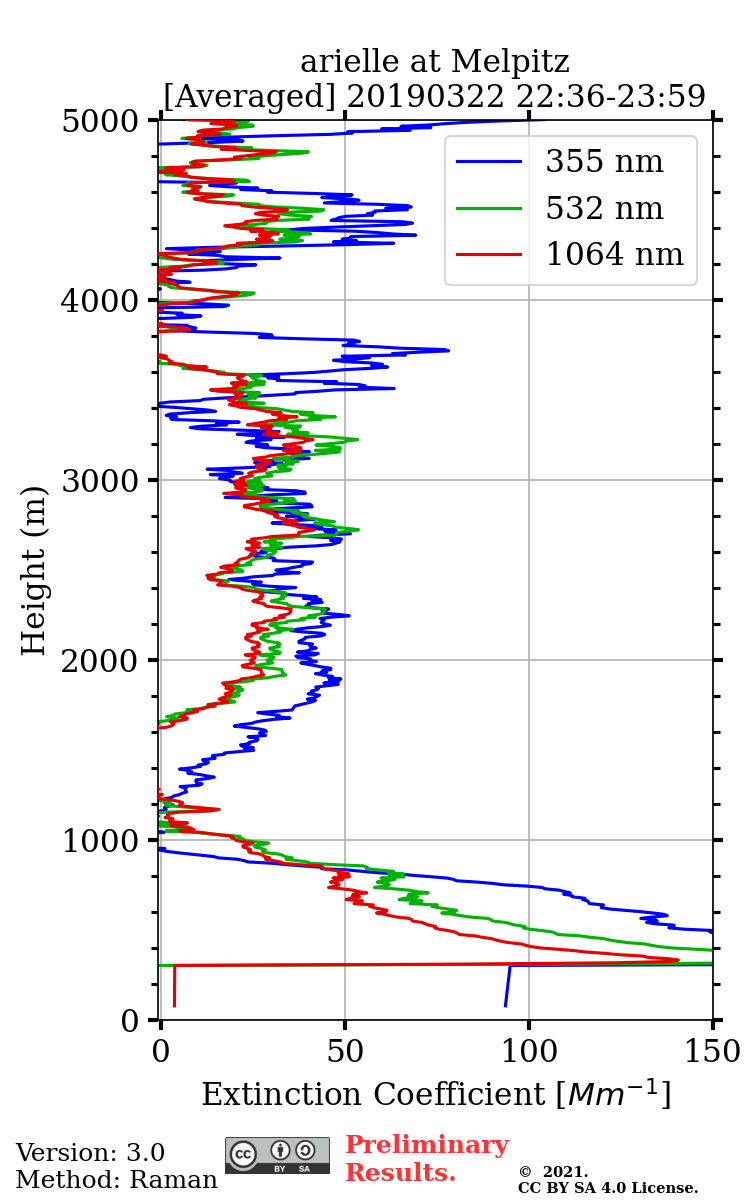 arielle at Melpitz
[Averaged] 20190322 22:36-23:59
355 nm
532 nm
1064 nm
5000
4000
3000
2000
1000
0
Height (m)
0 50 100 150
Extinction Coefficient [Mm⁻¹]
Version: 3.0
Method: Raman
cc
BY SA
Preliminary
Results.
© 2021.
CC BY SA 4.0 License.